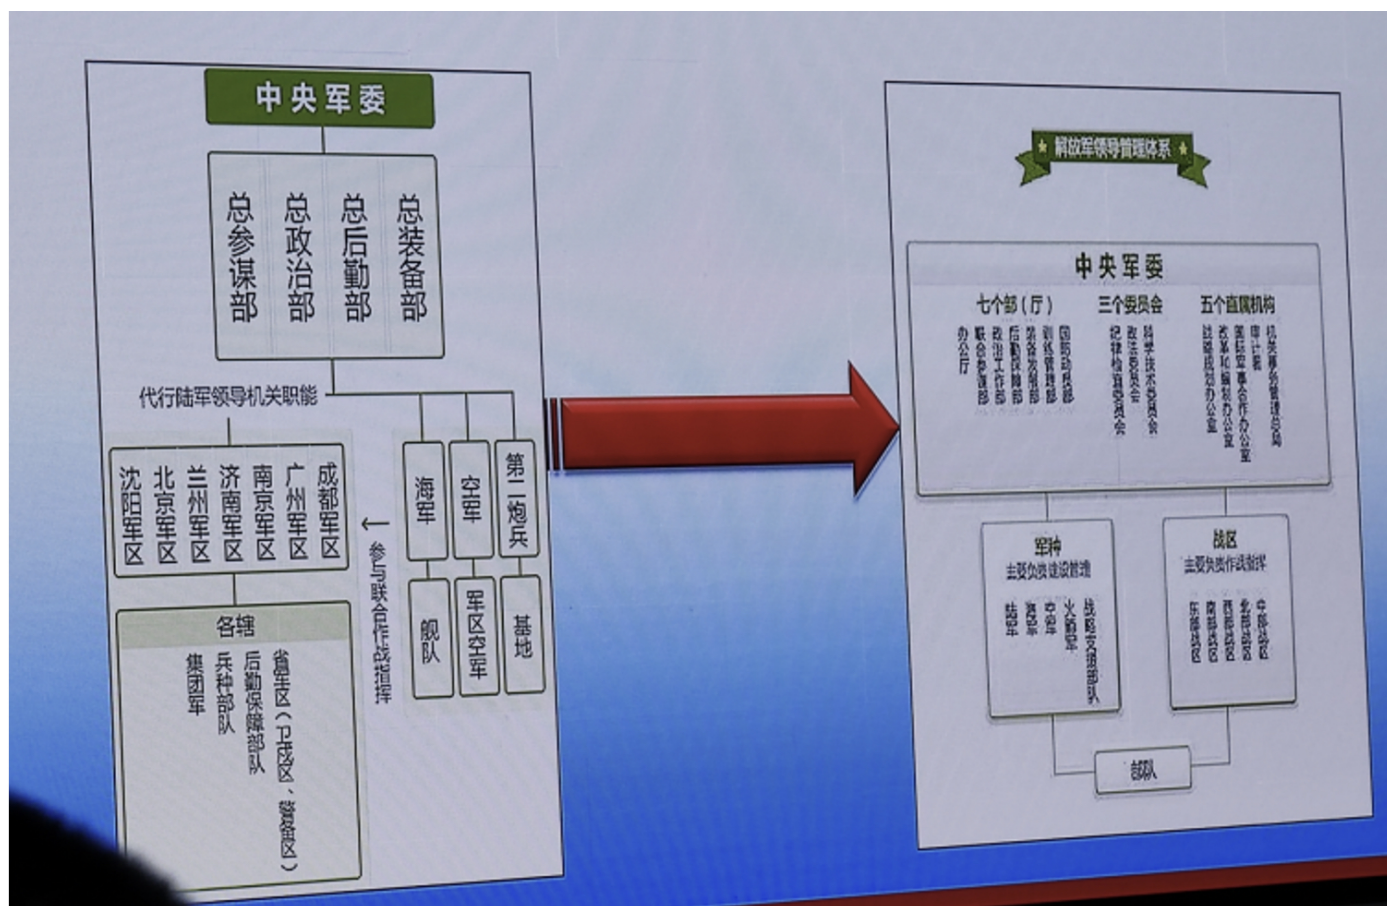 中央军委
总参谋部
总政治部
总后勤部
总装备部
代行陆军领导机关职能
沈阳军区
北京军区
兰州军区
济南军区
南京军区
广州军区
成都军区
←参与联合作战指挥
海军
空军
第二炮兵
舰队
军区空军
基地
各辖
集团军
兵种部队
后勤保障部队
省军区（卫戍区、警备区）
解放军领导管理体系
中央军委
七个部（厅）
办公厅
联合参谋部
政治工作部
后勤保障部
装备发展部
训练管理部
国防动员部
三个委员会
纪律检查委员会
政法委员会
科学技术委员会
五个直属机构
战略规划办公室
改革和编制办公室
国际军事合作办公室
审计署
机关事务管理总局
军种
主要负责建设管理
陆军
海军
空军
火箭军
战略支援部队
战区
主要负责作战指挥
东部战区
南部战区
西部战区
北部战区
中部战区
部队